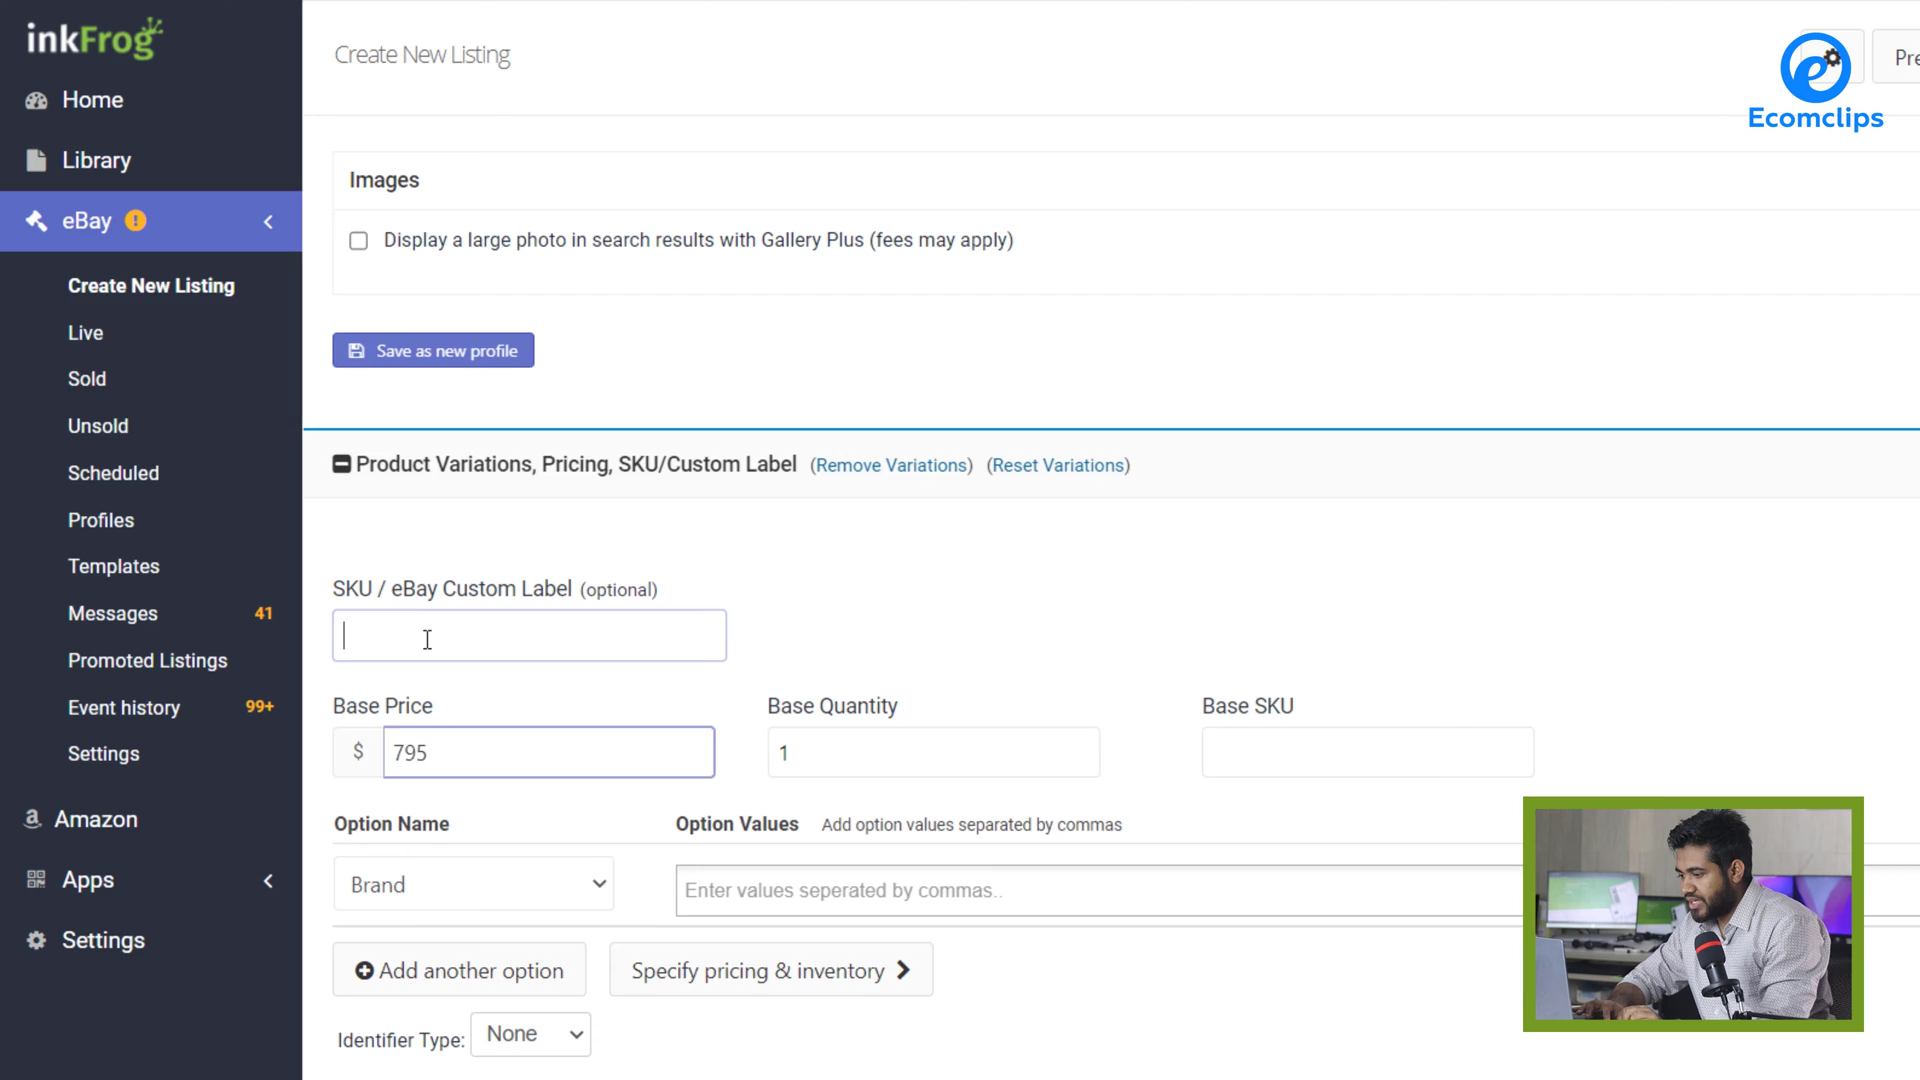 inkFrog
Home
Library
eBay
Create New Listing
Live
Sold
Unsold
Scheduled
Profiles
Templates
Messages 41
Promoted Listings
Event history 99+
Settings
Amazon
Apps
Settings
Create New Listing
Pre
Ecomclips
Images
Display a large photo in search results with Gallery Plus (fees may apply)
Save as new profile
Product Variations, Pricing, SKU/Custom Label (Remove Variations) (Reset Variations)
SKU / eBay Custom Label (optional)
Base Price Base Quantity Base SKU
$ 795 1
Option Name Option Values Add option values separated by commas
Brand Enter values seperated by commas..
Add another option Specify pricing & inventory
Identifier Type: None